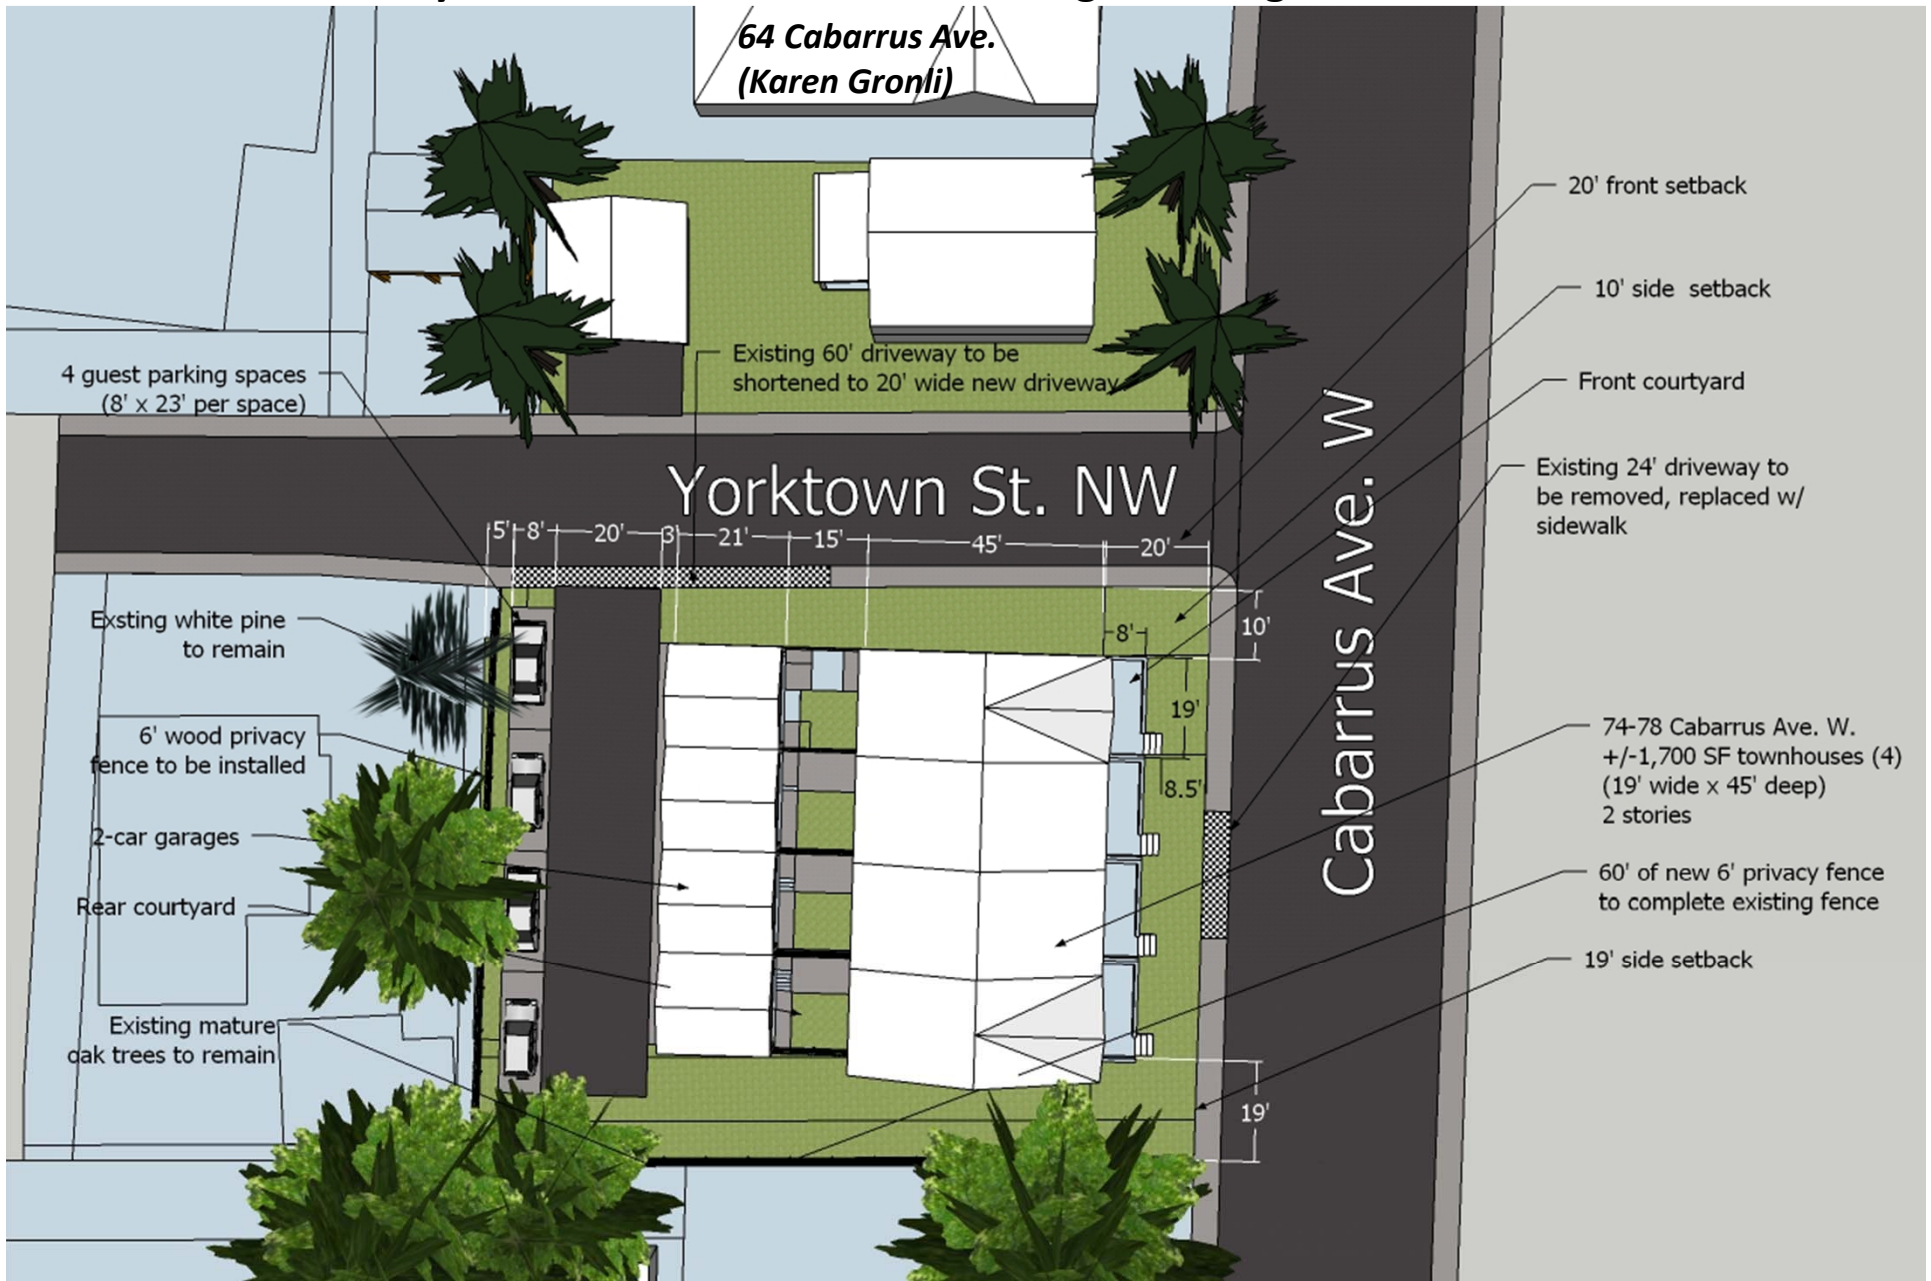 64 Cabarrus Ave.
(Karen Gronli)
20' front setback
10' side setback
Existing 60' driveway to be
shortened to 20' wide new driveway
4 guest parking spaces
(8' x 23' per space)
Front courtyard
Existing 24' driveway to
be removed, replaced w/
sidewalk
Yorktown St. NW
Cabarrus Ave. W
5'
8'
20'
3'
21'
15'
45'
20'
Exsting white pine
to remain
10'
8'
19'
8.5'
6' wood privacy
fence to be installed
74-78 Cabarrus Ave. W.
+/-1,700 SF townhouses (4)
(19' wide x 45' deep)
2 stories
2-car garages
60' of new 6' privacy fence
to complete existing fence
Rear courtyard
19' side setback
Existing mature
oak trees to remain
19'